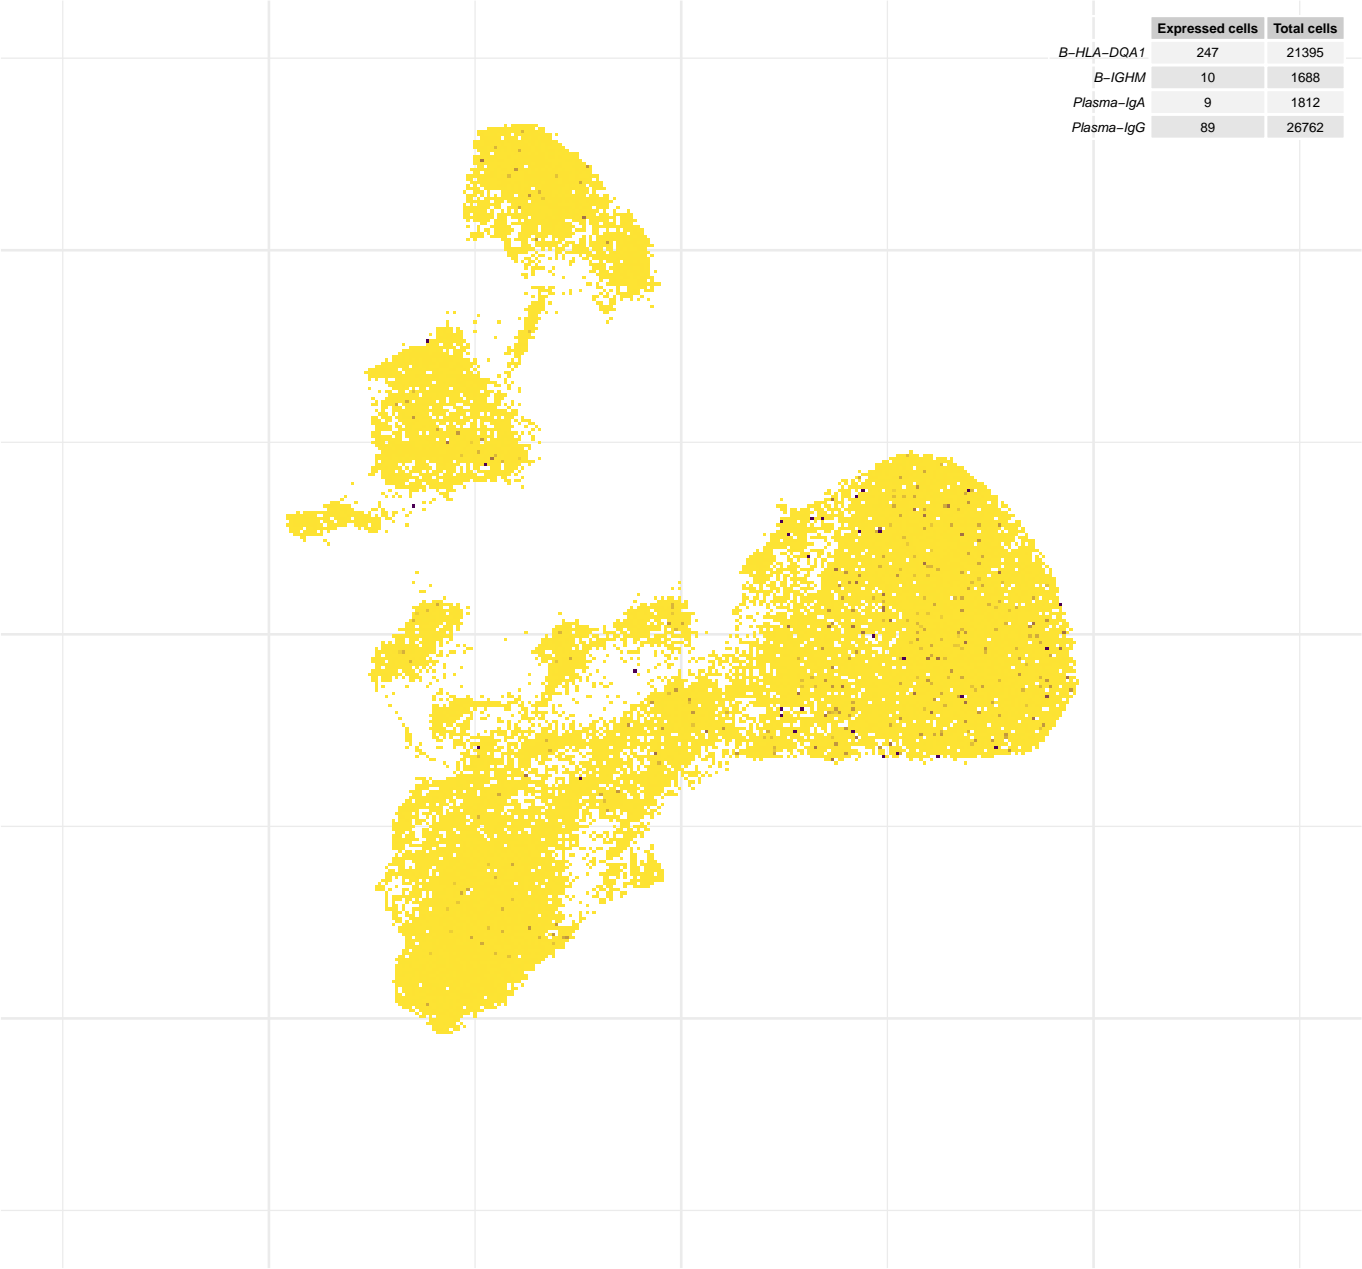 Expressed cells Total cells
B−HLA−DQA1 247 21395
B−IGHM 10 1688
Plasma−IgA 9 1812
Plasma−IgG 89 26762